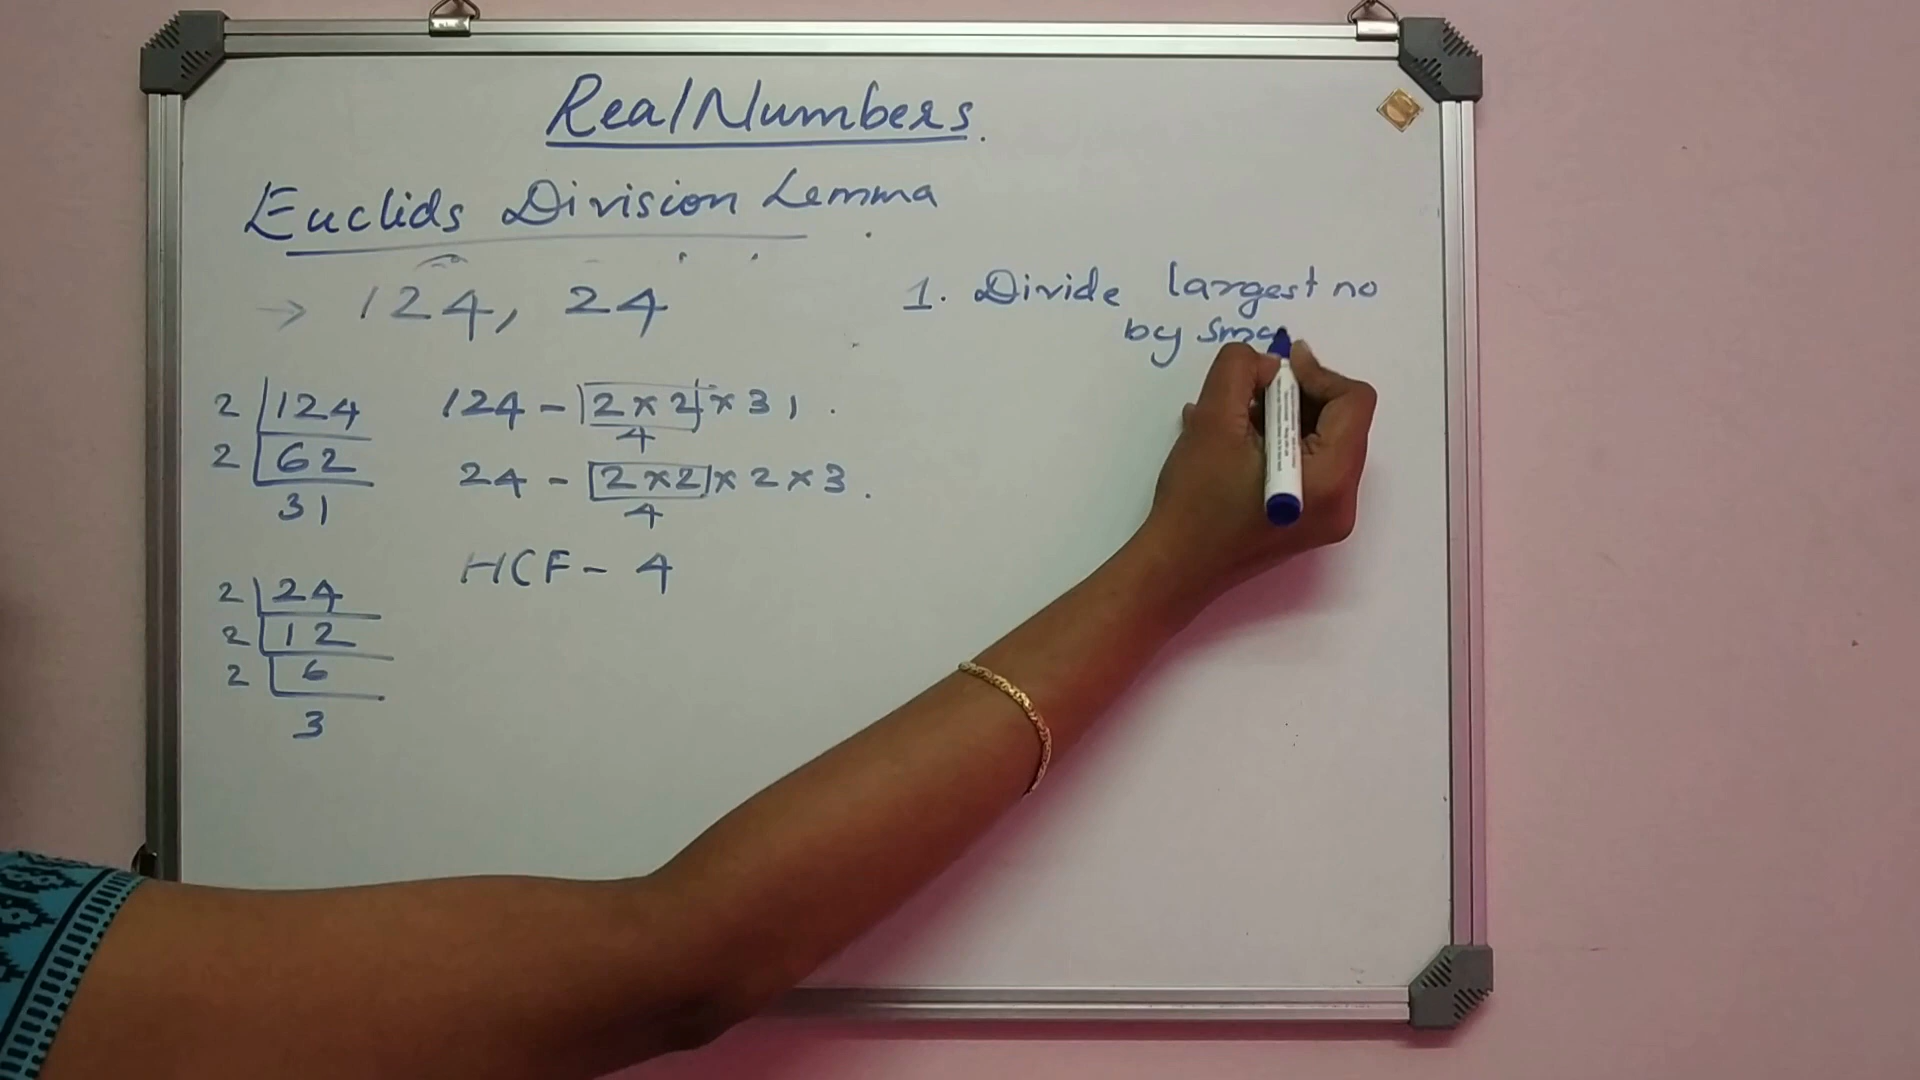 Real Numbers.
Euclids Division Lemma
→ 124, 24
2 124
2 62
31
124 - 2 x 2 x 31.
4
24 - 2 x 2 x 2 x 3.
4
HCF - 4
2 24
2 12
2 6
3
1. Divide largest no
by sma